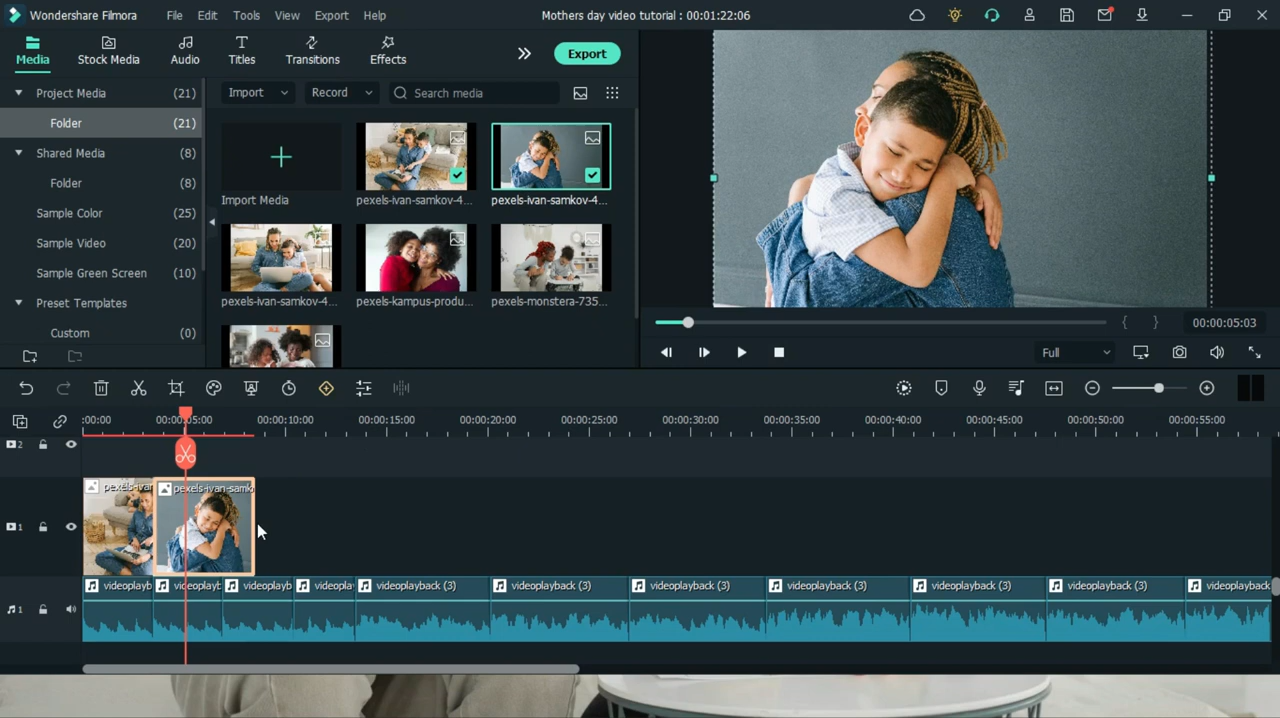 Wondershare Filmora File Edit Tools View Export Help Mothers day video tutorial : 00:01:22:06
Media Stock Media Audio Titles Transitions Effects Export
Project Media (21)
Folder (21)
Shared Media (8)
Folder (8)
Sample Color (25)
Sample Video (20)
Sample Green Screen (10)
Preset Templates
Custom (0)
Import Record Search media
Import Media pexels-ivan-samkov-4... pexels-ivan-samkov-4...
pexels-ivan-samkov-4... pexels-kampus-produ... pexels-monstera-735...
{ } 00:00:05:03
Full
:00:00 00:00:05:00 00:00:10:00 00:00:15:00 00:00:20:00 00:00:25:00 00:00:30:00 00:00:35:00 00:00:40:00 00:00:45:00 00:00:50:00 00:00:55:00
2
pexels-ivan pexels-ivan-samk
1
videoplayb videoplayb videoplayb videopla videoplayback (3) videoplayback (3) videoplayback (3) videoplayback (3) videoplayback (3) videoplayback (3) videoplayback
1